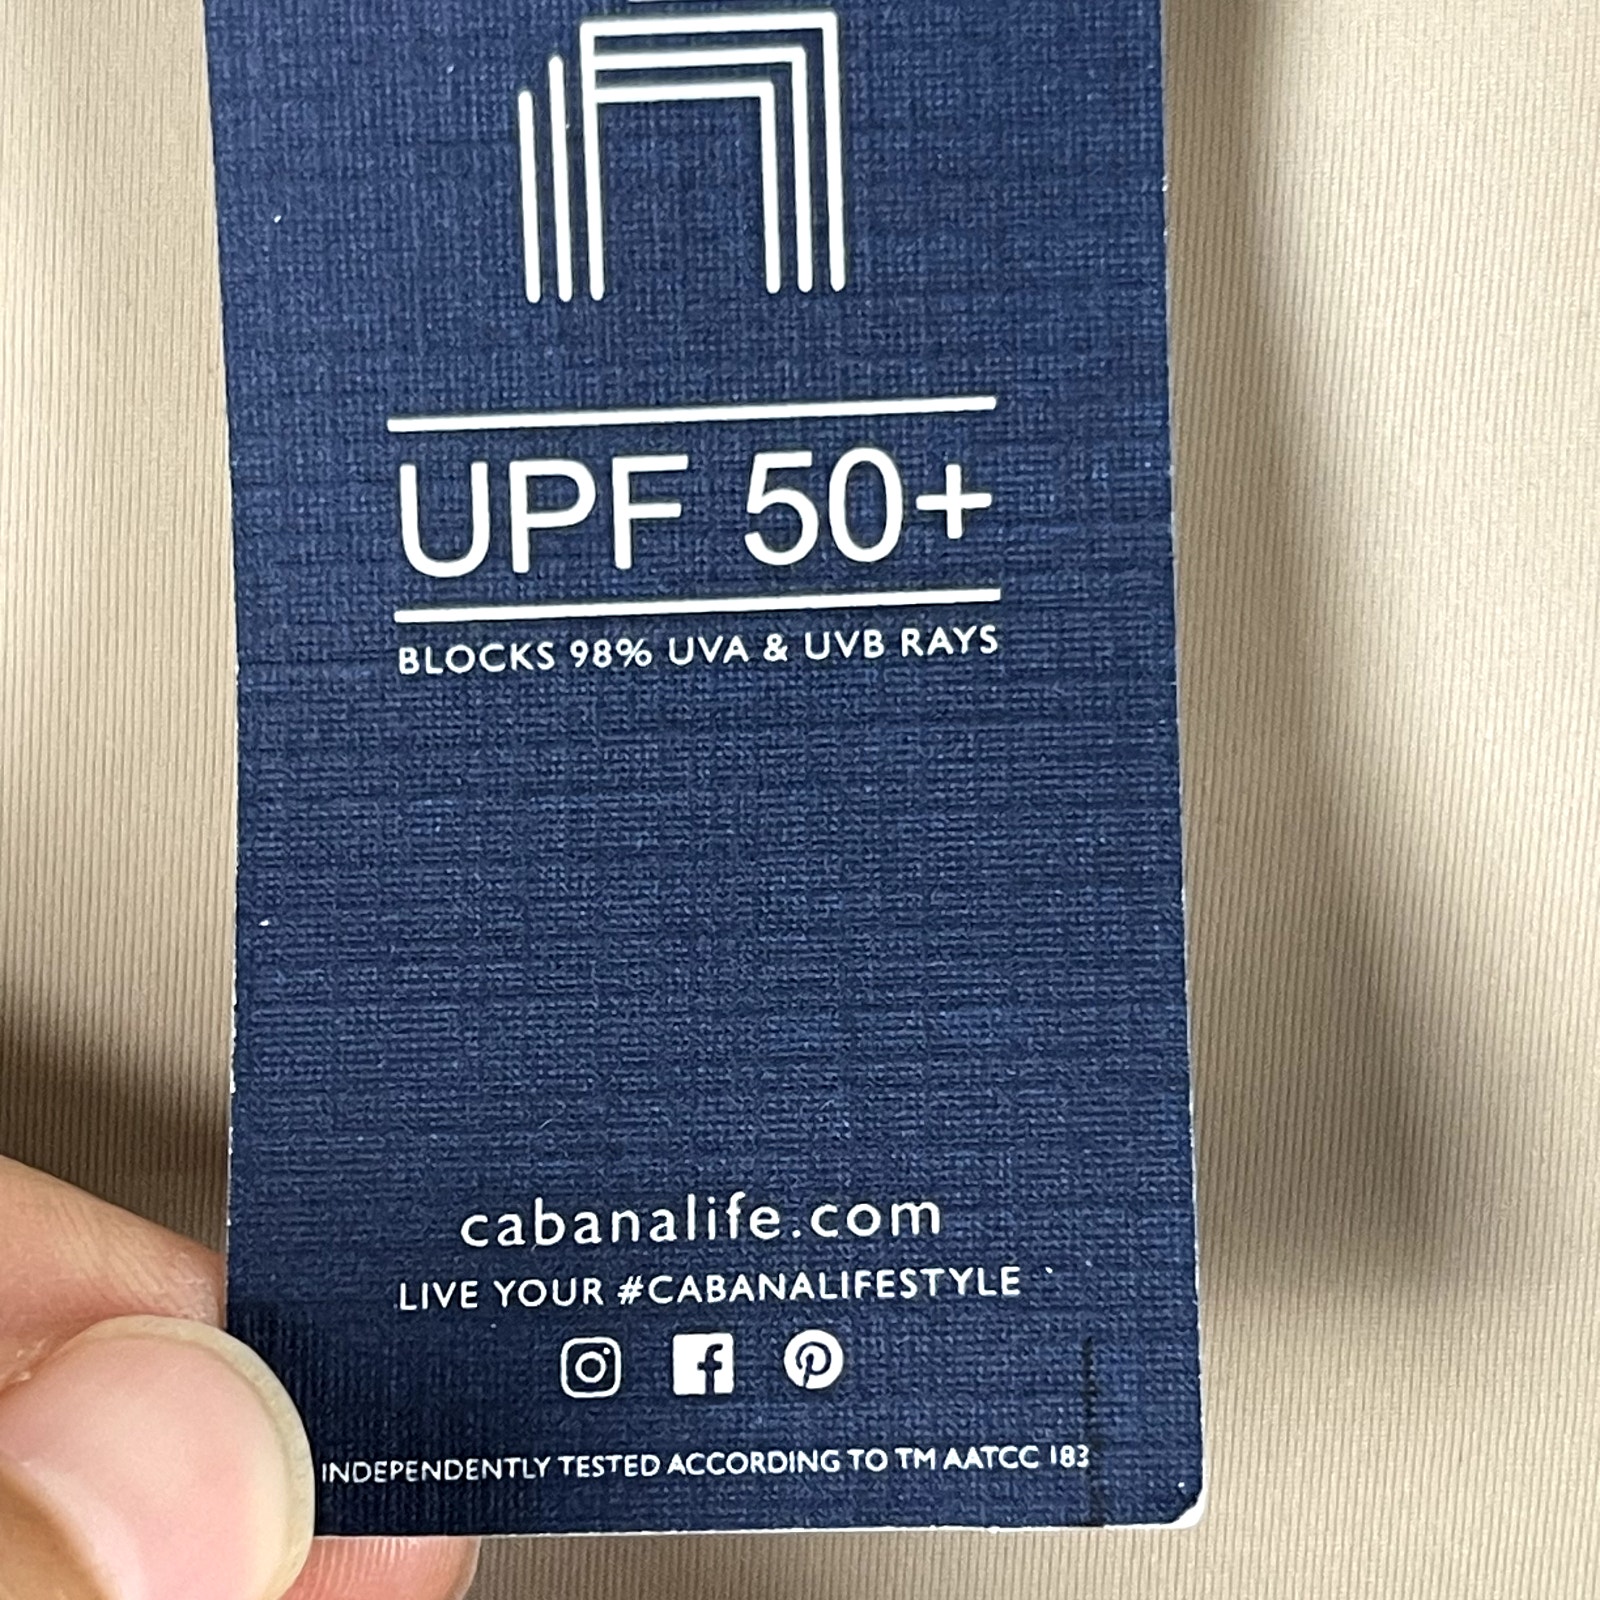 UPF 50+
BLOCKS 98% UVA & UVB RAYS
cabanalife.com
LIVE YOUR #CABANALIFESTYLE
INDEPENDENTLY TESTED ACCORDING TO TM AATCC 183